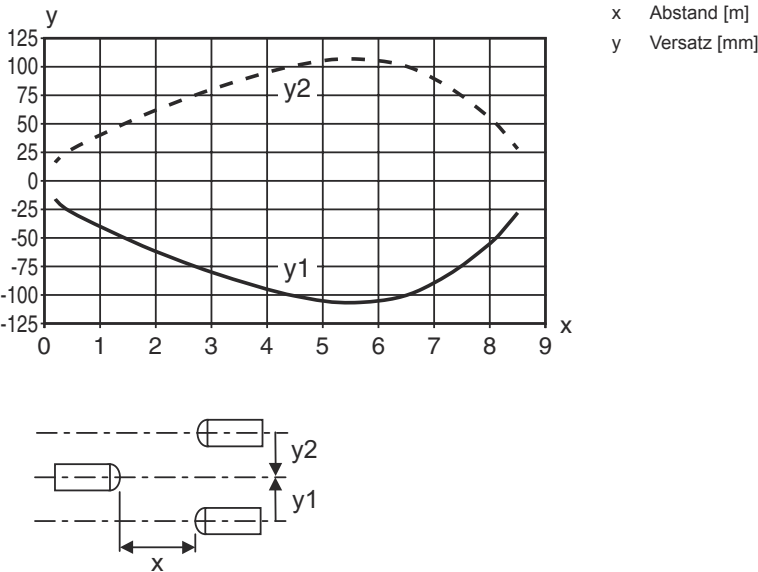 y
x Abstand [m]
y Versatz [mm]
125
100
75
50
25
0
-25
-50
-75
-100
-125
y2
y1
0 1 2 3 4 5 6 7 8 9
x
y2
y1
x